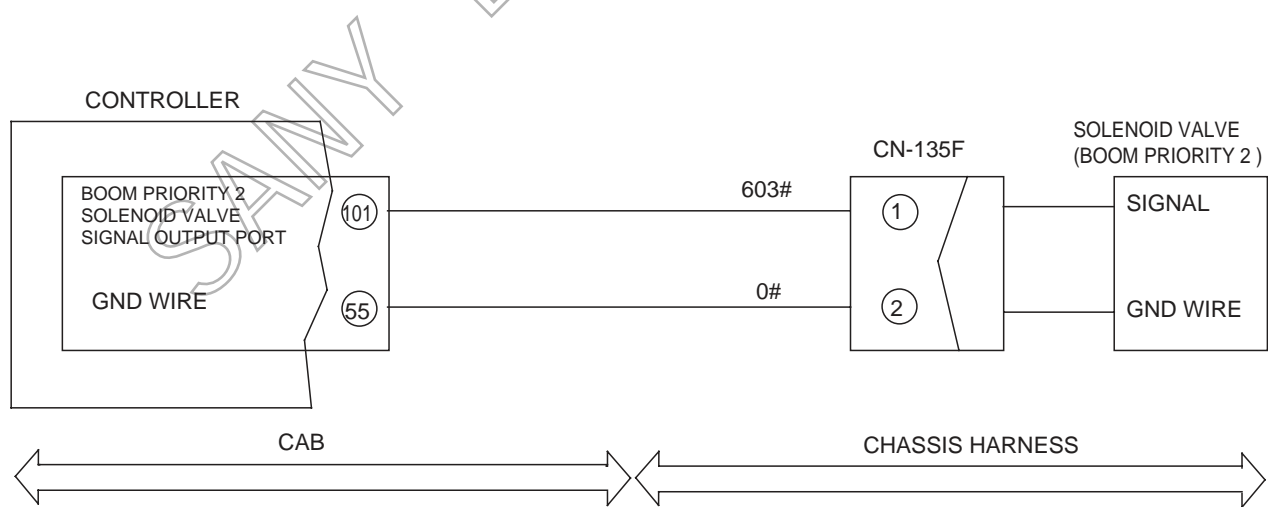 CONTROLLER
BOOM PRIORITY 2
SOLENOID VALVE
SIGNAL OUTPUT PORT
101
GND WIRE
55
603#
0#
CN-135F
1
2
SOLENOID VALVE
(BOOM PRIORITY 2 )
SIGNAL
GND WIRE
CAB
CHASSIS HARNESS
SANY